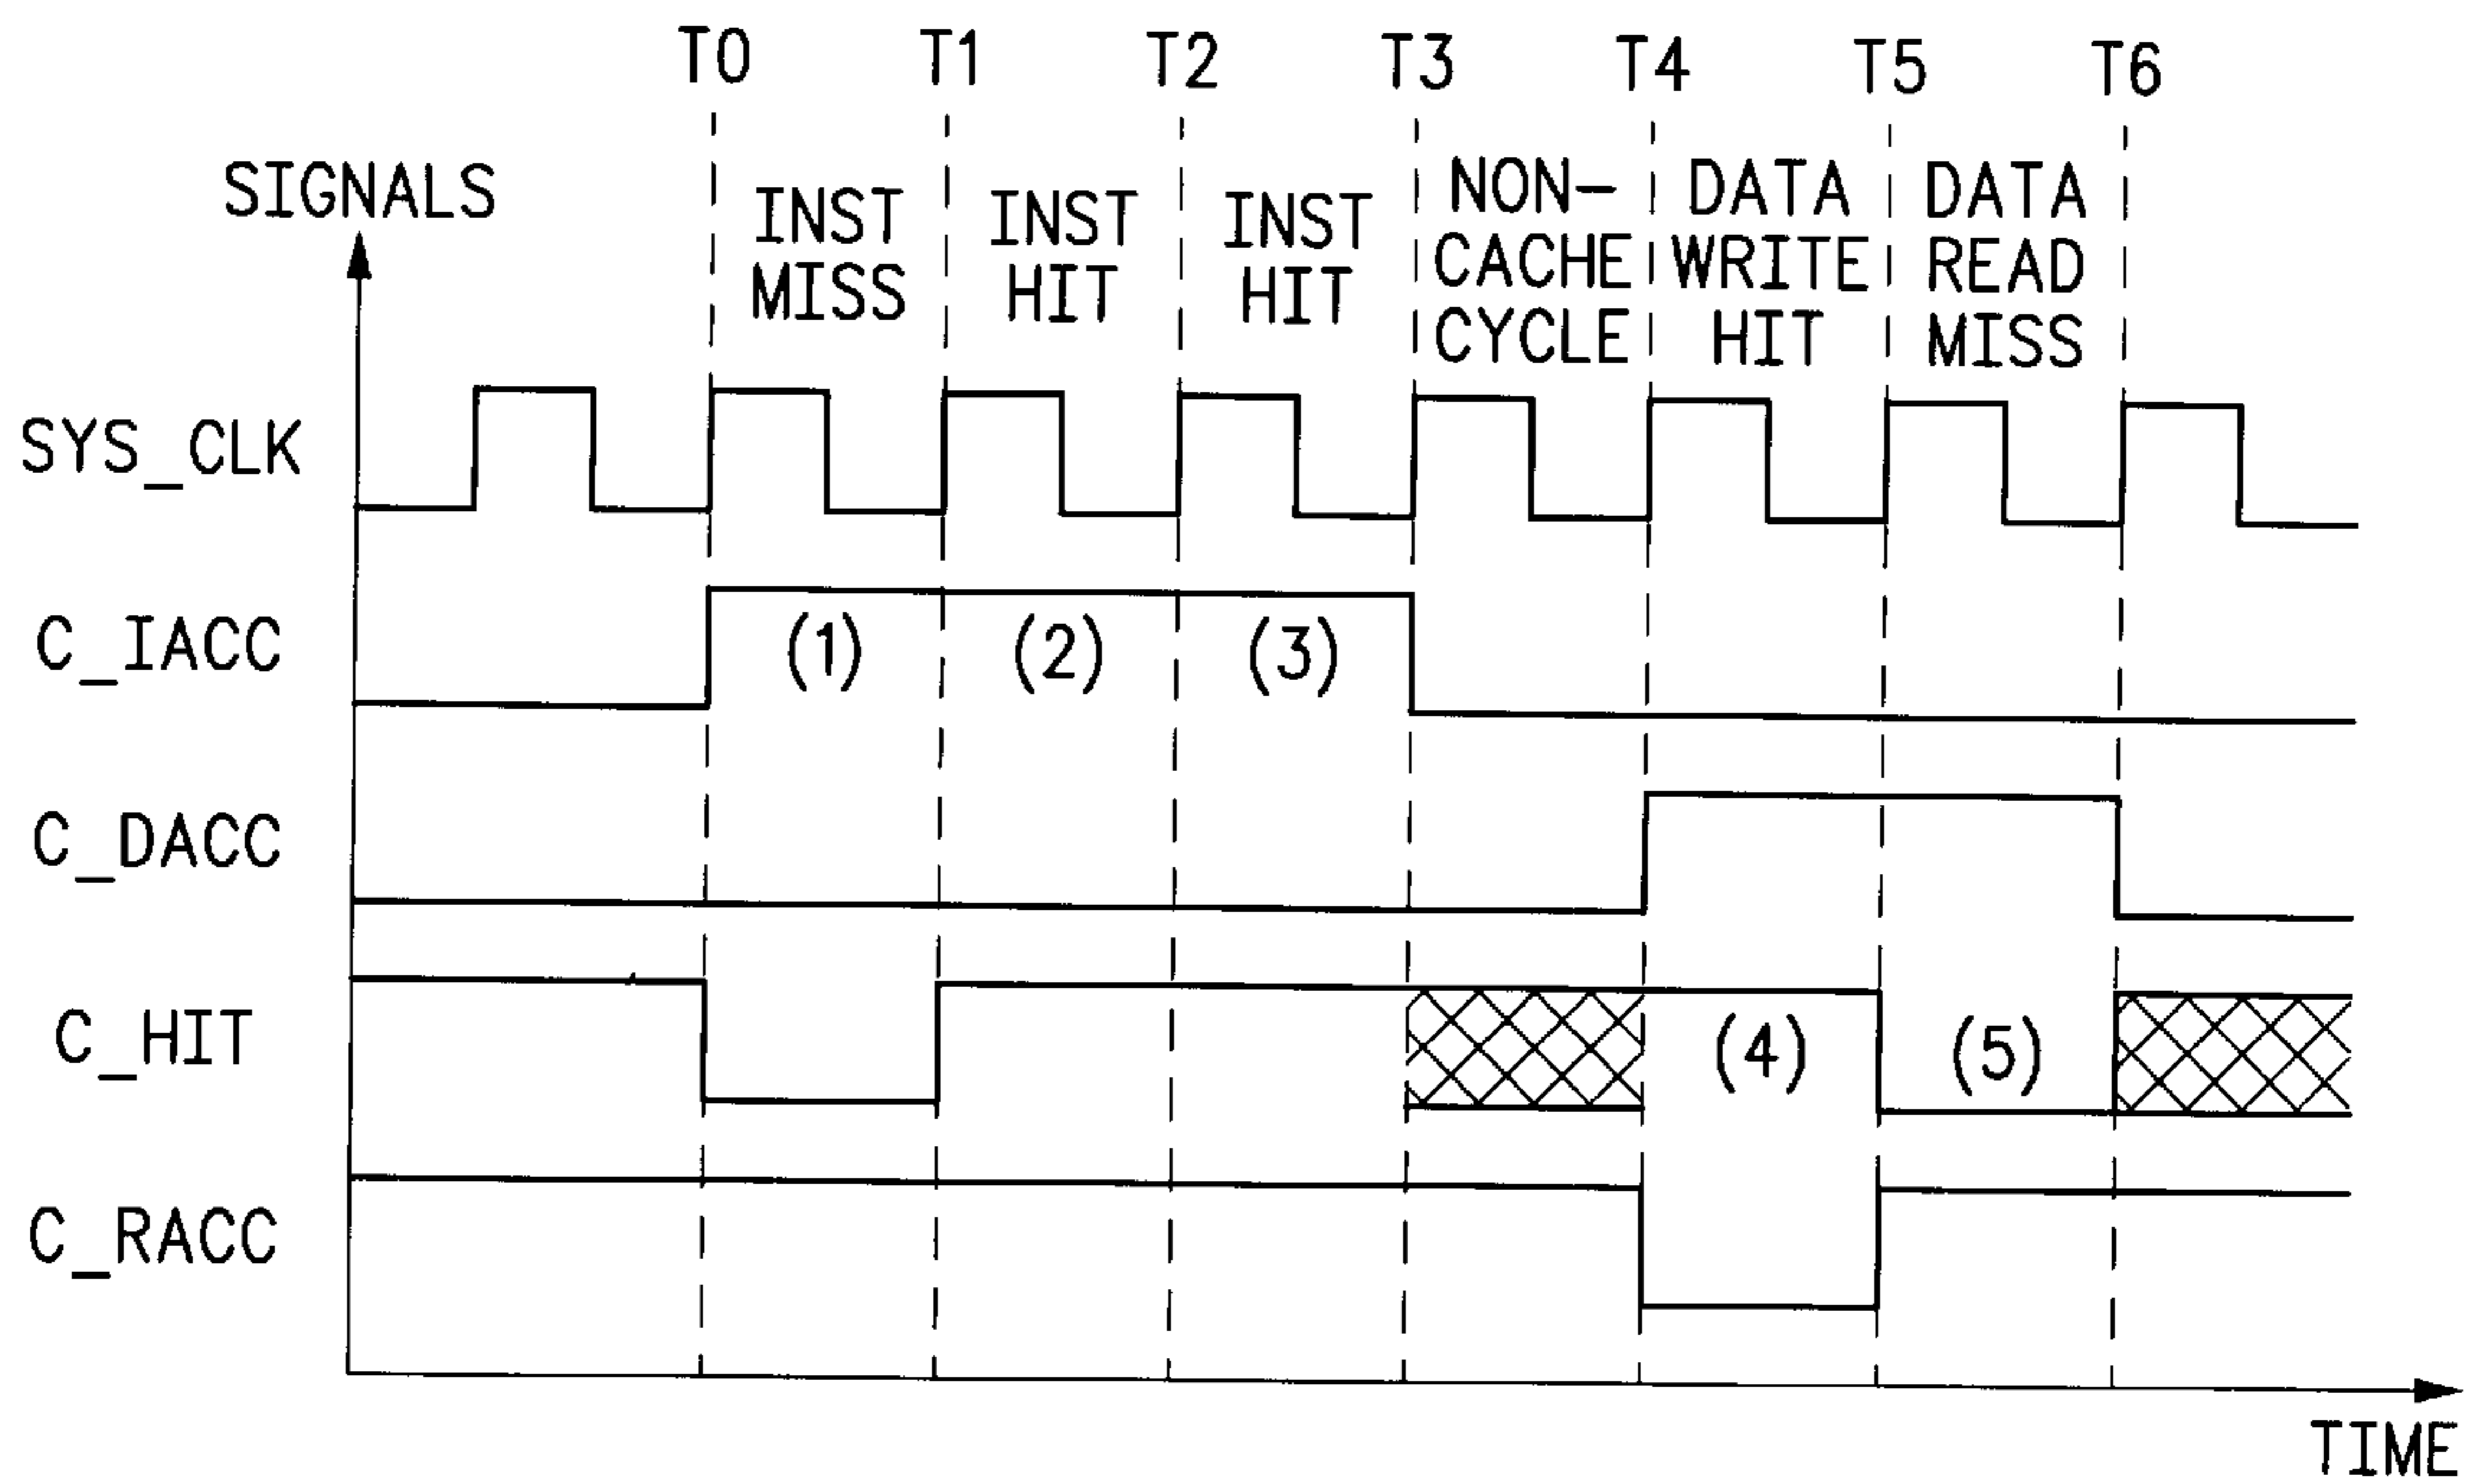 T0 T1 T2 T3 T4 T5 T6
SIGNALS
INST
MISS
INST
HIT
INST
HIT
NON-
CACHE
CYCLE
DATA
WRITE
HIT
DATA
READ
MISS
SYS_CLK
C_IACC
(1) (2) (3)
C_DACC
C_HIT
(4) (5)
C_RACC
TIME